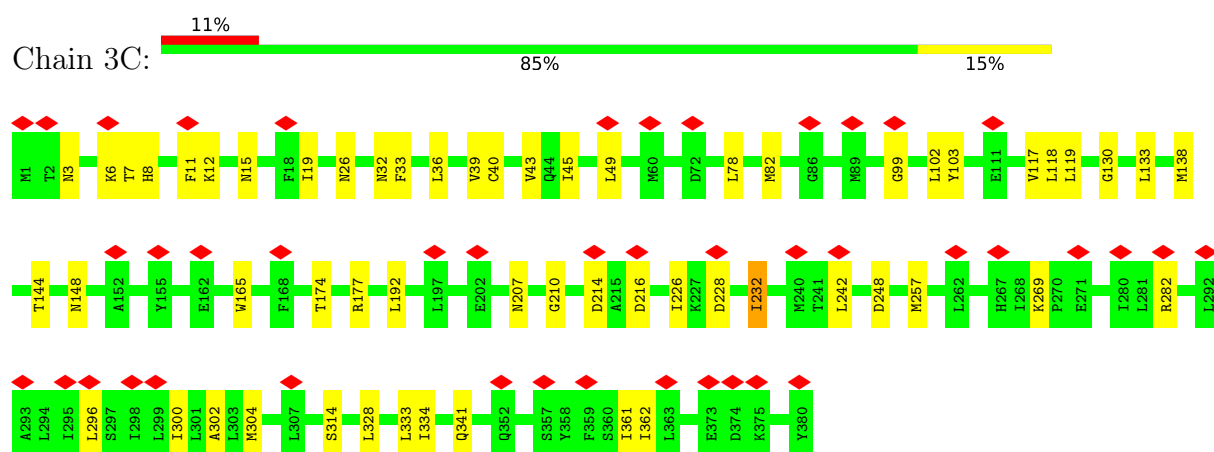 11%
Chain 3C:
85% 15%
M1 T2 N3 K6 T7 H8 F11 K12 N15 F18 I19 N26 N32 F33 L36 V39 C40 V43 Q44 I45 L49 M60 D72 L78 M82 G86 M89 G99 L102 Y103 E111 V117 L118 L119 G130 L133 M138
T144 N148 A152 Y155 E162 W165 F168 T174 R177 L192 L197 E202 N207 G210 D214 A215 D216 I226 K227 D228 I232 M240 T241 L242 D248 M257 L262 H267 I268 K269 P270 E271 I280 L281 R282 L292
A293 L294 I295 L296 S297 I298 L299 I300 L301 A302 L303 M304 L307 S314 L328 L333 I334 Q341 Q352 S357 Y358 F359 S360 I361 I362 L363 E373 D374 K375 Y380